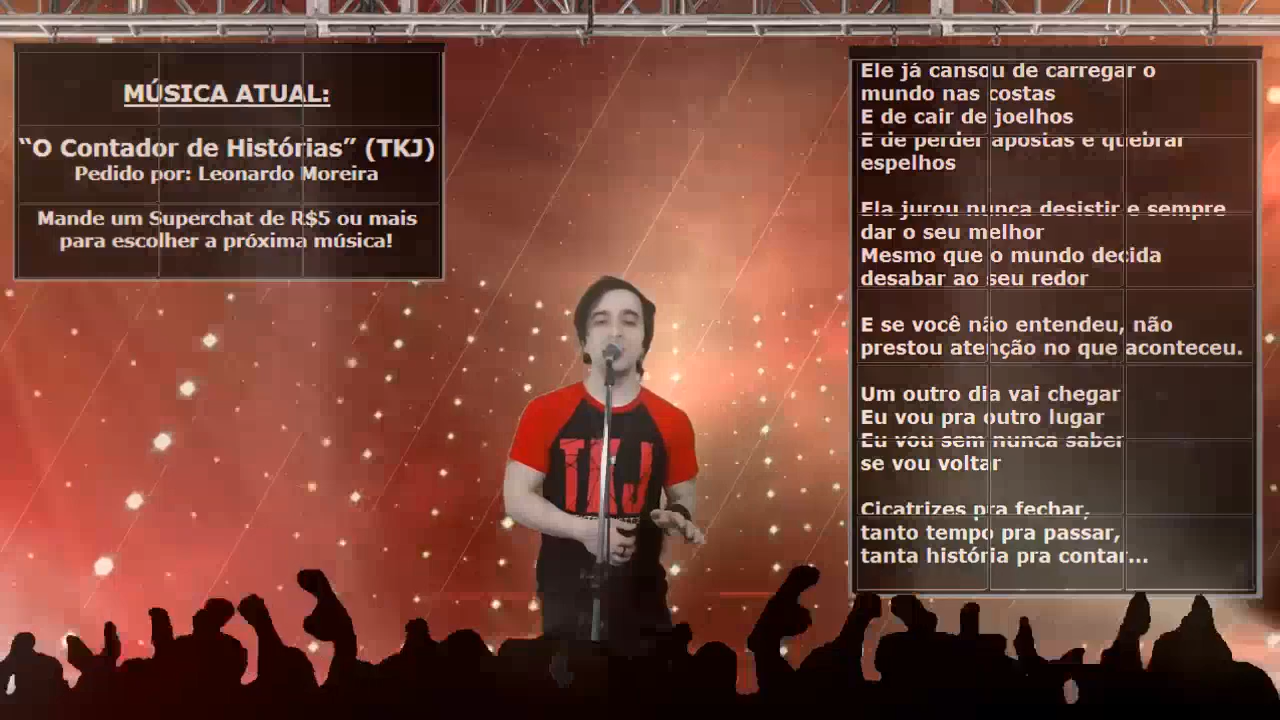 MÚSICA ATUAL:
“O Contador de Histórias” (TKJ)
Pedido por: Leonardo Moreira
Mande um Superchat de R$5 ou mais
para escolher a próxima música!
TKJ
Ele já cansou de carregar o
mundo nas costas
E de cair de joelhos
E de perder apostas e quebrar
espelhos
Ela jurou nunca desistir e sempre
dar o seu melhor
Mesmo que o mundo decida
desabar ao seu redor
E se você não entendeu, não
prestou atenção no que aconteceu.
Um outro dia vai chegar
Eu vou pra outro lugar
Eu vou sem nunca saber
se vou voltar
Cicatrizes pra fechar,
tanto tempo pra passar,
tanta história pra contar...